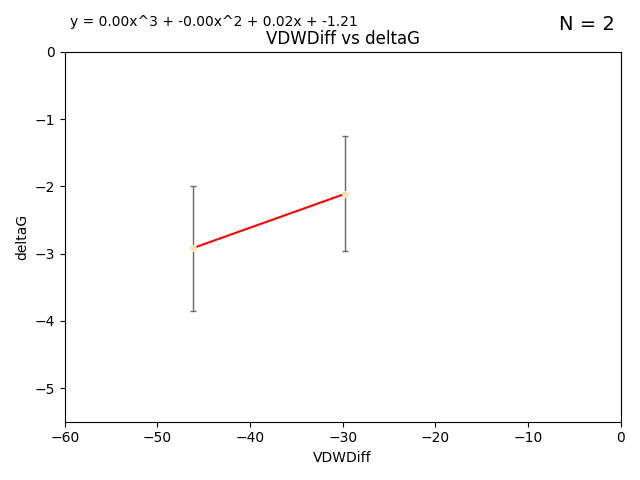 y = 0.00x^3 + -0.00x^2 + 0.02x + -1.21
N = 2
VDWDiff vs deltaG
0
−1
−2
−3
−4
−5
deltaG
−60 −50 −40 −30 −20 −10 0
VDWDiff